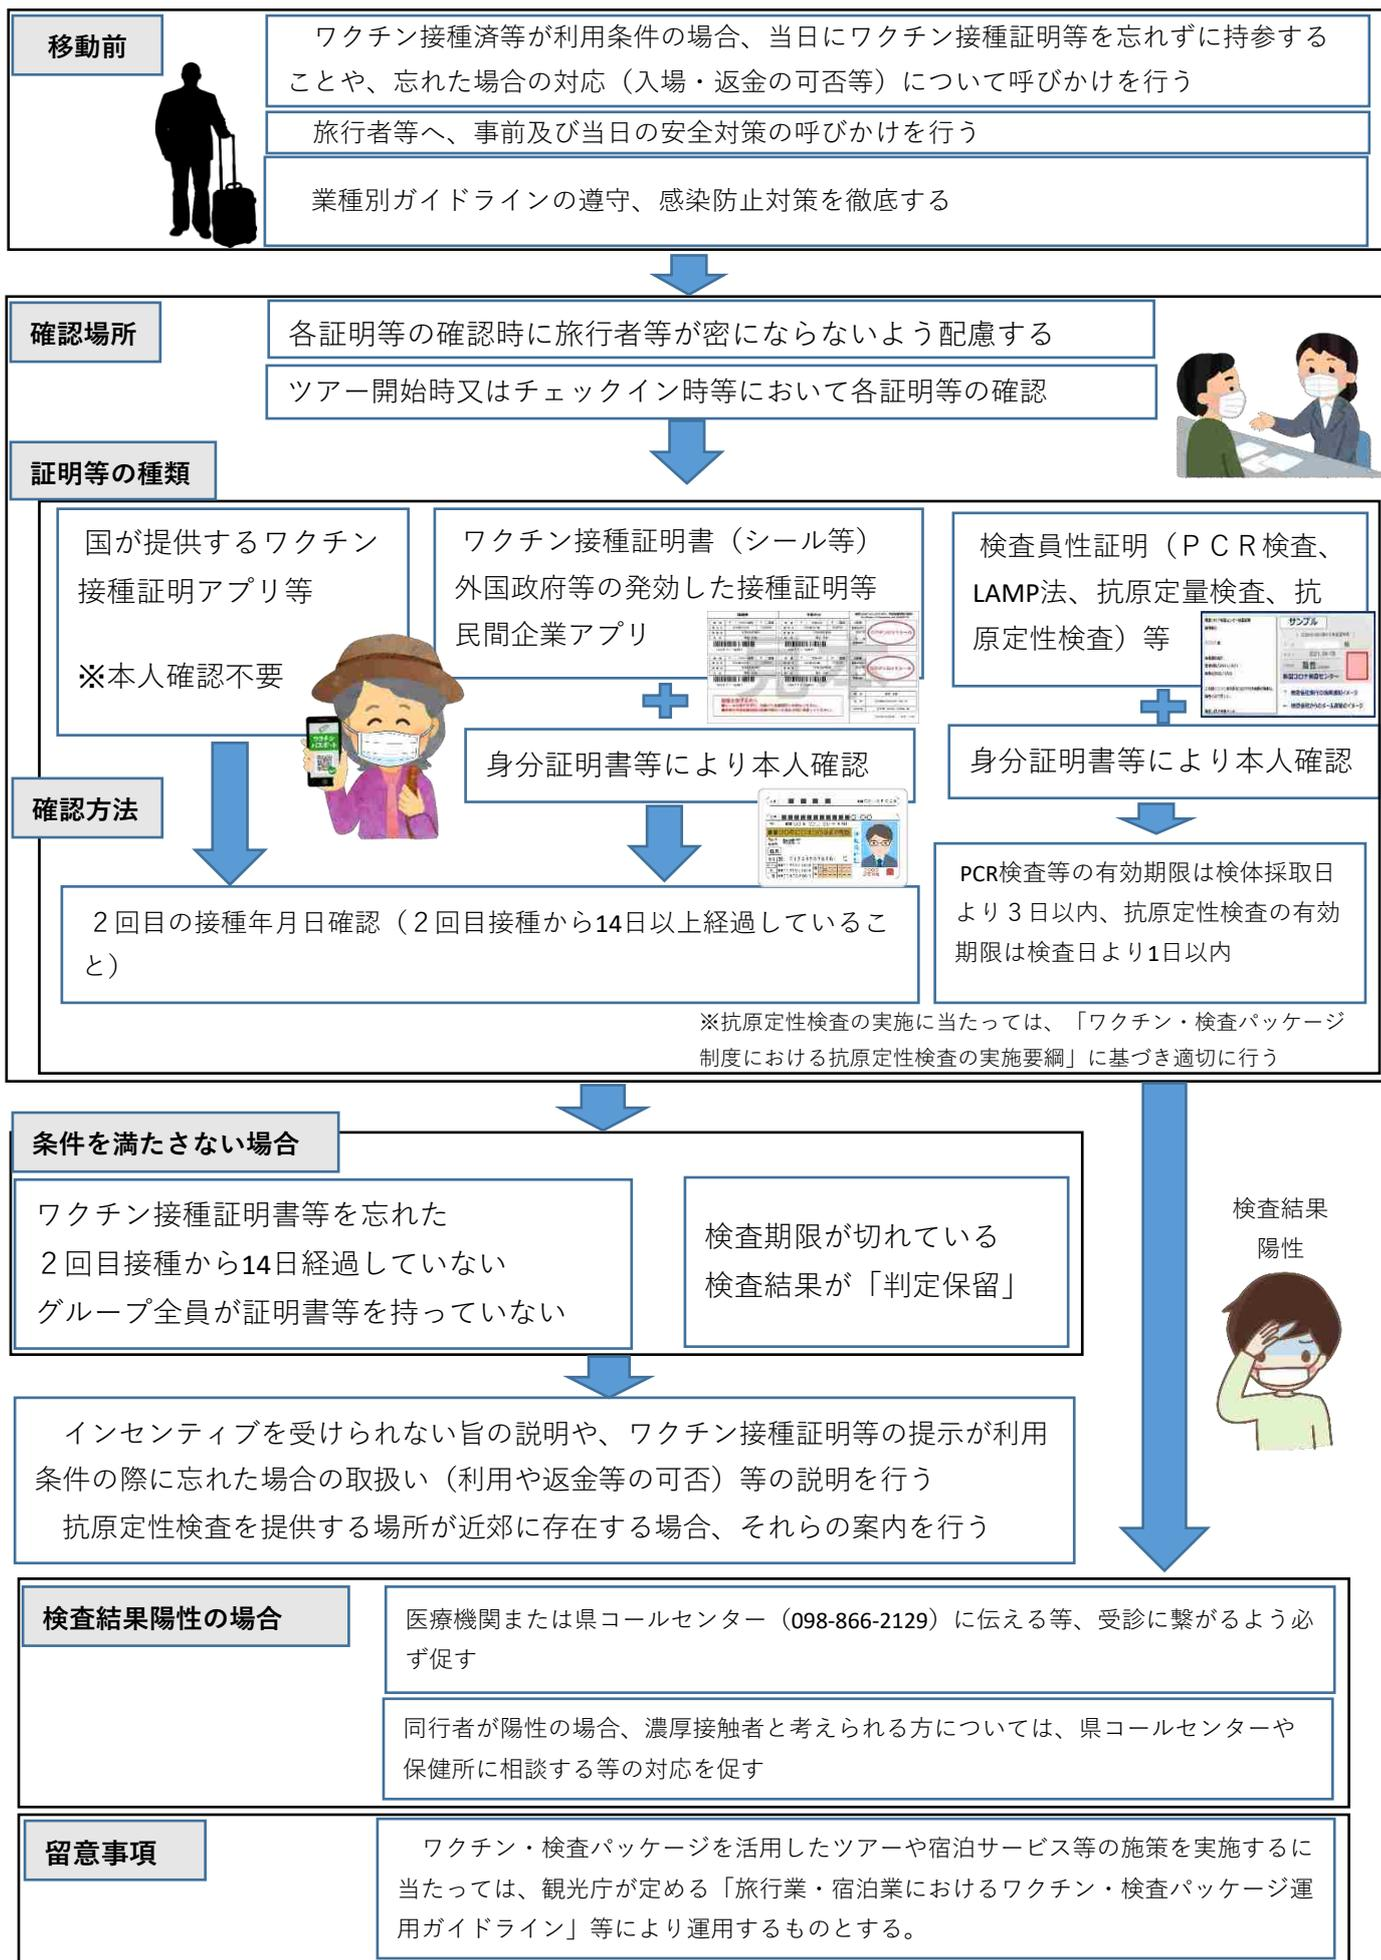 移動前
ワクチン接種済等が利用条件の場合、当日にワクチン接種証明等を忘れずに持参する
ことや、忘れた場合の対応（入場・返金の可否等）について呼びかけを行う
旅行者等へ、事前及び当日の安全対策の呼びかけを行う
業種別ガイドラインの遵守、感染防止対策を徹底する
確認場所
各証明等の確認時に旅行者等が密にならないよう配慮する
ツアー開始時又はチェックイン時等において各証明等の確認
証明等の種類
国が提供するワクチン
接種証明アプリ等
※本人確認不要
ワクチン
パスポート
ワクチン接種証明書（シール等）
外国政府等の発効した接種証明等
民間企業アプリ
身分証明書等により本人確認
検査員性証明（ＰＣＲ検査、
LAMP法、抗原定量検査、抗
原定性検査）等
サンプル
身分証明書等により本人確認
確認方法
２回目の接種年月日確認（２回目接種から14日以上経過しているこ
と）
PCR検査等の有効期限は検体採取日
より３日以内、抗原定性検査の有効
期限は検査日より1日以内
※抗原定性検査の実施に当たっては、「ワクチン・検査パッケージ
制度における抗原定性検査の実施要綱」に基づき適切に行う
条件を満たさない場合
ワクチン接種証明書等を忘れた
２回目接種から14日経過していない
グループ全員が証明書等を持っていない
検査期限が切れている
検査結果が「判定保留」
検査結果
陽性
インセンティブを受けられない旨の説明や、ワクチン接種証明等の提示が利用
条件の際に忘れた場合の取扱い（利用や返金等の可否）等の説明を行う
抗原定性検査を提供する場所が近郊に存在する場合、それらの案内を行う
検査結果陽性の場合
医療機関または県コールセンター（098-866-2129）に伝える等、受診に繋がるよう必
ず促す
同行者が陽性の場合、濃厚接触者と考えられる方については、県コールセンターや
保健所に相談する等の対応を促す
留意事項
ワクチン・検査パッケージを活用したツアーや宿泊サービス等の施策を実施するに
当たっては、観光庁が定める「旅行業・宿泊業におけるワクチン・検査パッケージ運
用ガイドライン」等により運用するものとする。